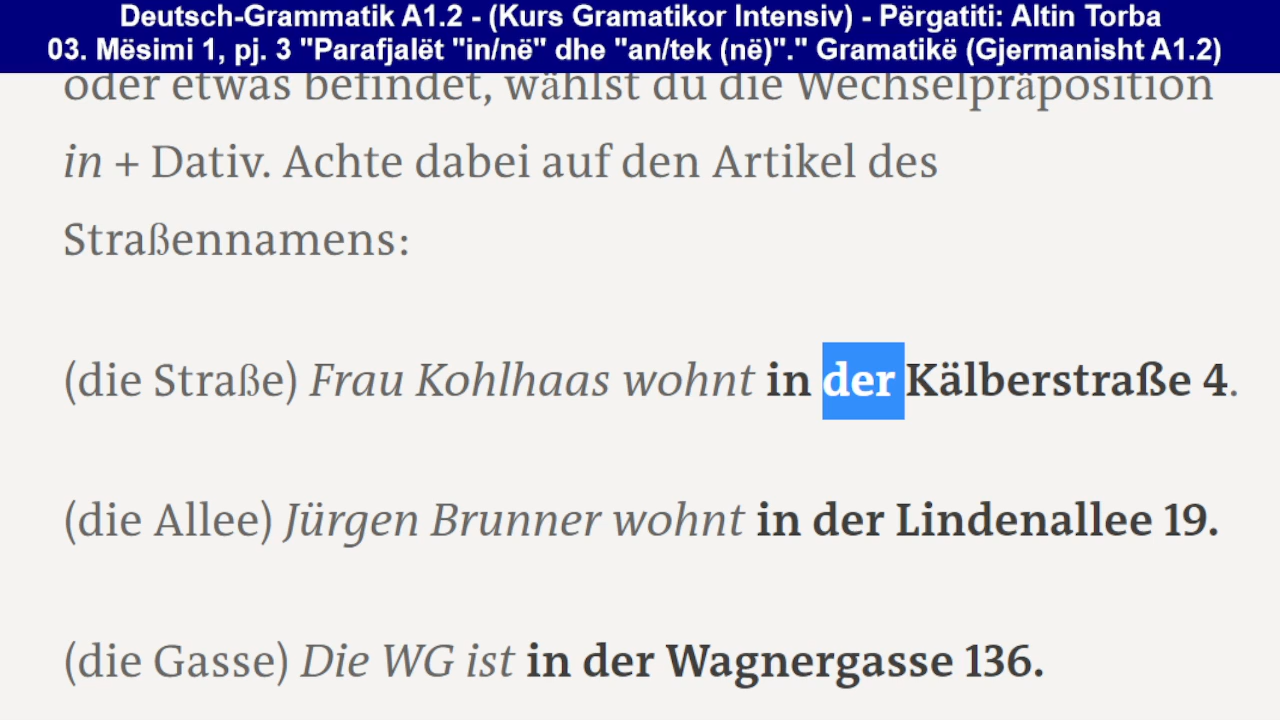 Deutsch-Grammatik A1.2 - (Kurs Gramatikor Intensiv) - Përgatiti: Altin Torba
03. Mësimi 1, pj. 3 "Parafjalët "in/në" dhe "an/tek (në)"." Gramatikë (Gjermanisht A1.2)
oder etwas befindet, wählst du die Wechselpräposition
in + Dativ. Achte dabei auf den Artikel des
Straßennamens:
(die Straße) Frau Kohlhaas wohnt in der Kälberstraße 4.
(die Allee) Jürgen Brunner wohnt in der Lindenallee 19.
(die Gasse) Die WG ist in der Wagnergasse 136.